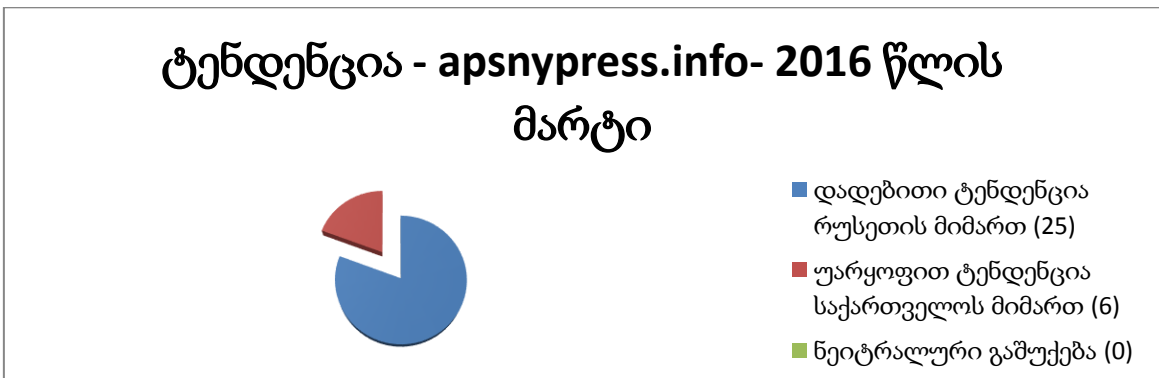 ტენდენცია - apsnypress.info- 2016 წლის
მარტი
დადებითი ტენდენცია
რუსეთის მიმართ (25)
უარყოფით ტენდენცია
საქართველოს მიმართ (6)
ნეიტრალური გაშუქება (0)